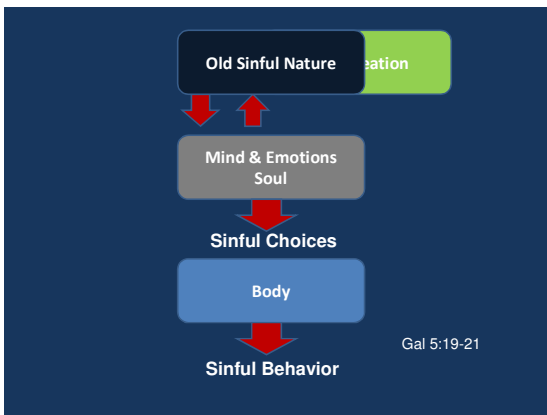 Old Sinful Nature
eation
Mind & Emotions
Soul
Sinful Choices
Body
Gal 5:19-21
Sinful Behavior